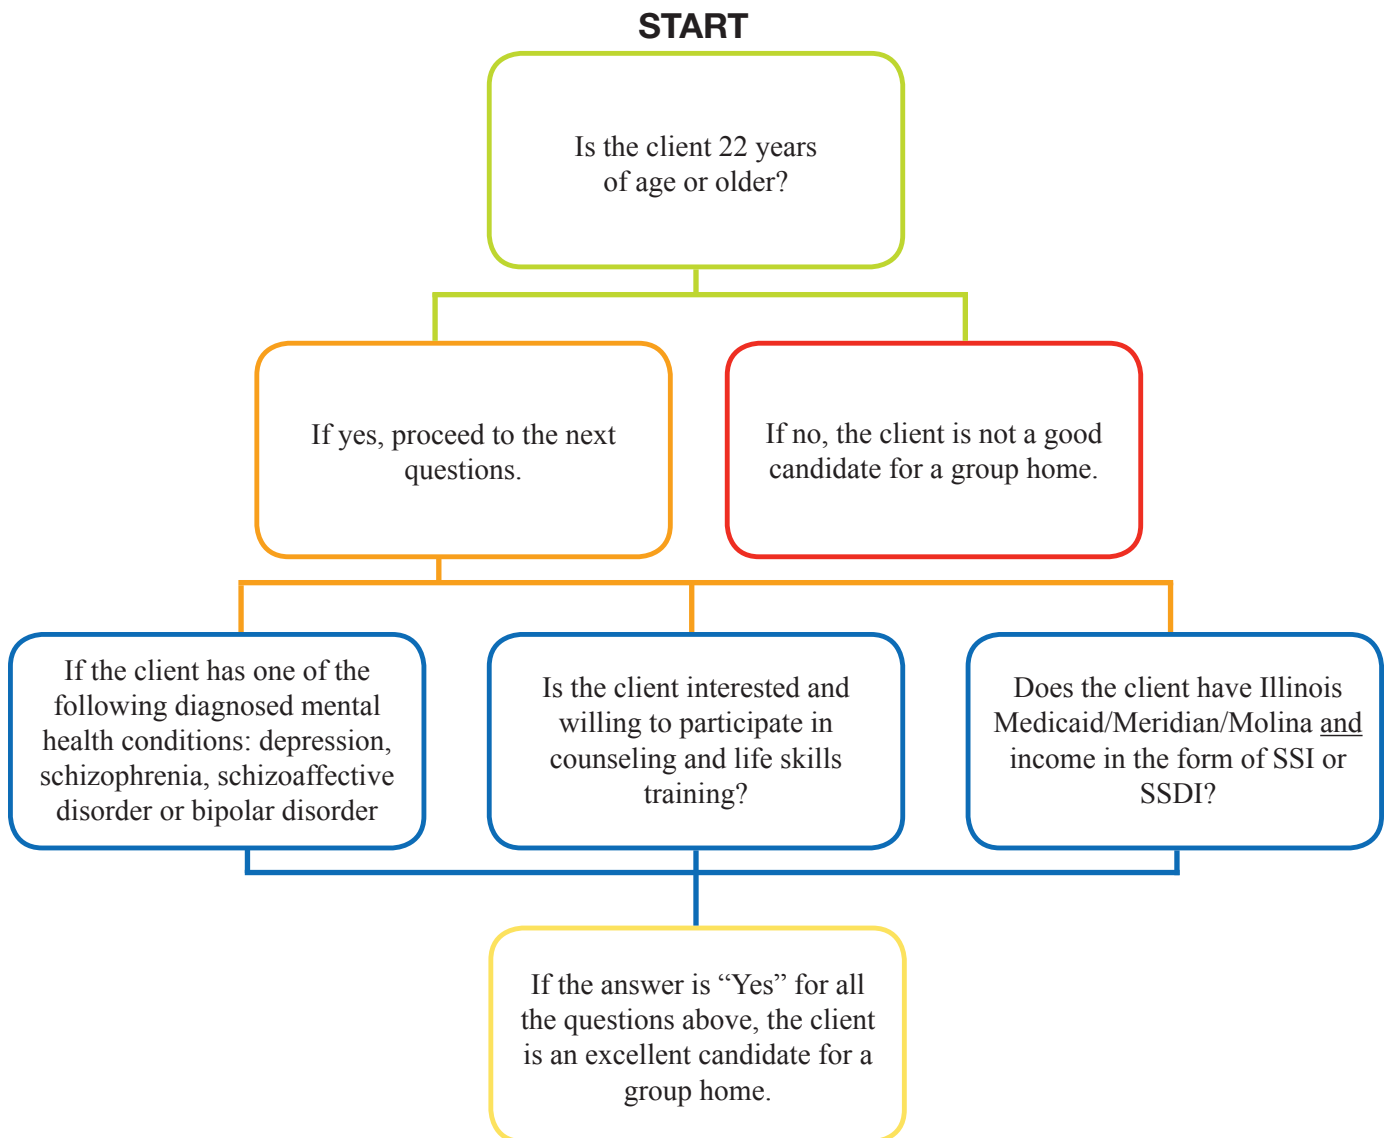 START
Is the client 22 years
of age or older?
If yes, proceed to the next
questions.
If no, the client is not a good
candidate for a group home.
If the client has one of the
following diagnosed mental
health conditions: depression,
schizophrenia, schizoaffective
disorder or bipolar disorder
Is the client interested and
willing to participate in
counseling and life skills
training?
Does the client have Illinois
Medicaid/Meridian/Molina and
income in the form of SSI or
SSDI?
If the answer is “Yes” for all
the questions above, the client
is an excellent candidate for a
group home.